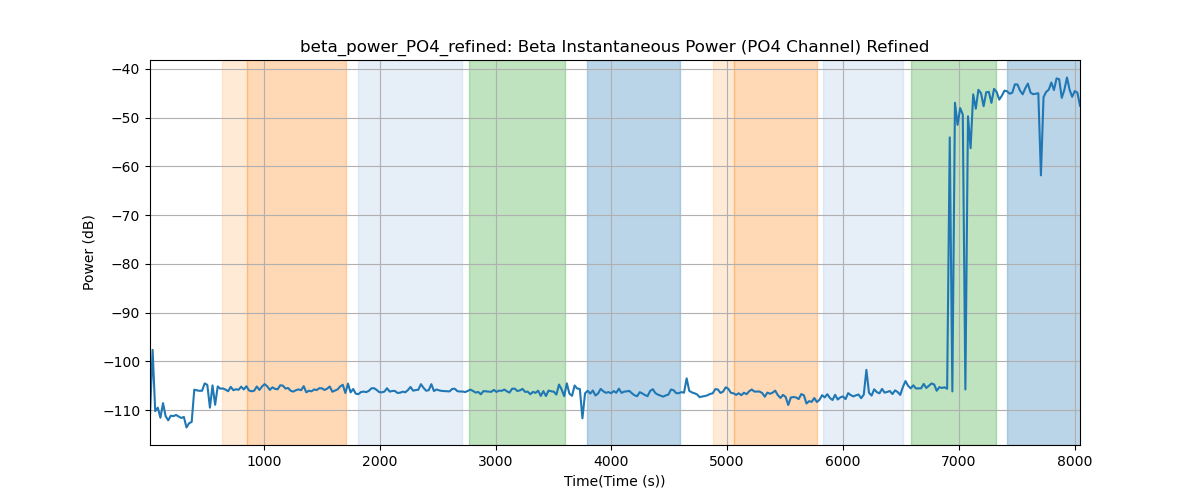 beta_power_PO4_refined: Beta Instantaneous Power (PO4 Channel) Refined
Power (dB)
−40
−50
−60
−70
−80
−90
−100
−110
1000 2000 3000 4000 5000 6000 7000 8000
Time(Time (s))